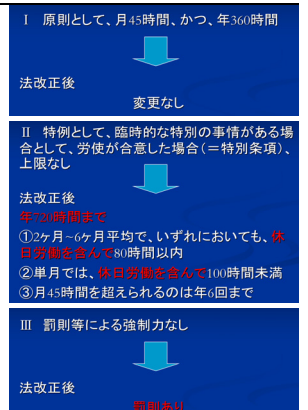 Ⅰ 原則として、月45時間、かつ、年360時間
法改正後
変更なし
Ⅱ 特例として、臨時的な特別の事情がある場
合として、労使が合意した場合(=特別条項)、
上限なし
法改正後
年720時間まで
①2ヶ月~6ヶ月平均で、いずれにおいても、休
日労働を含んで80時間以内
②単月では、休日労働を含んで100時間未満
③月45時間を超えられるのは年6回まで
Ⅲ 罰則等による強制力なし
法改正後
罰則あり